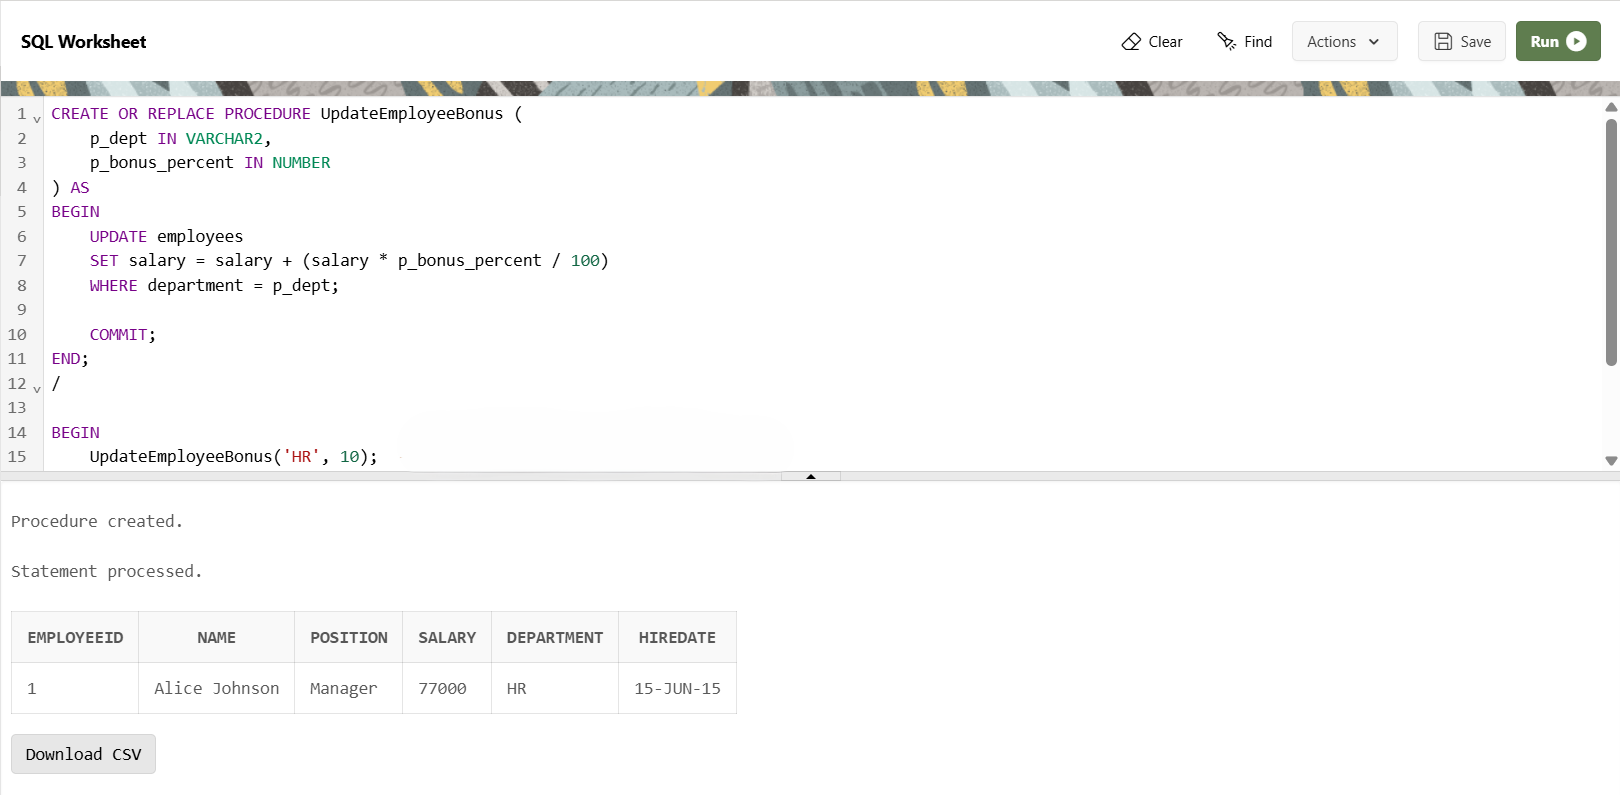 SQL Worksheet
Clear
Find
Actions
Save
Run
1 CREATE OR REPLACE PROCEDURE UpdateEmployeeBonus (
2 p_dept IN VARCHAR2,
3 p_bonus_percent IN NUMBER
4 ) AS
5 BEGIN
6 UPDATE employees
7 SET salary = salary + (salary * p_bonus_percent / 100)
8 WHERE department = p_dept;
9
10 COMMIT;
11 END;
12 /
13
14 BEGIN
15 UpdateEmployeeBonus('HR', 10);
Procedure created.
Statement processed.
EMPLOYEEID NAME POSITION SALARY DEPARTMENT HIREDATE
1 Alice Johnson Manager 77000 HR 15-JUN-15
Download CSV